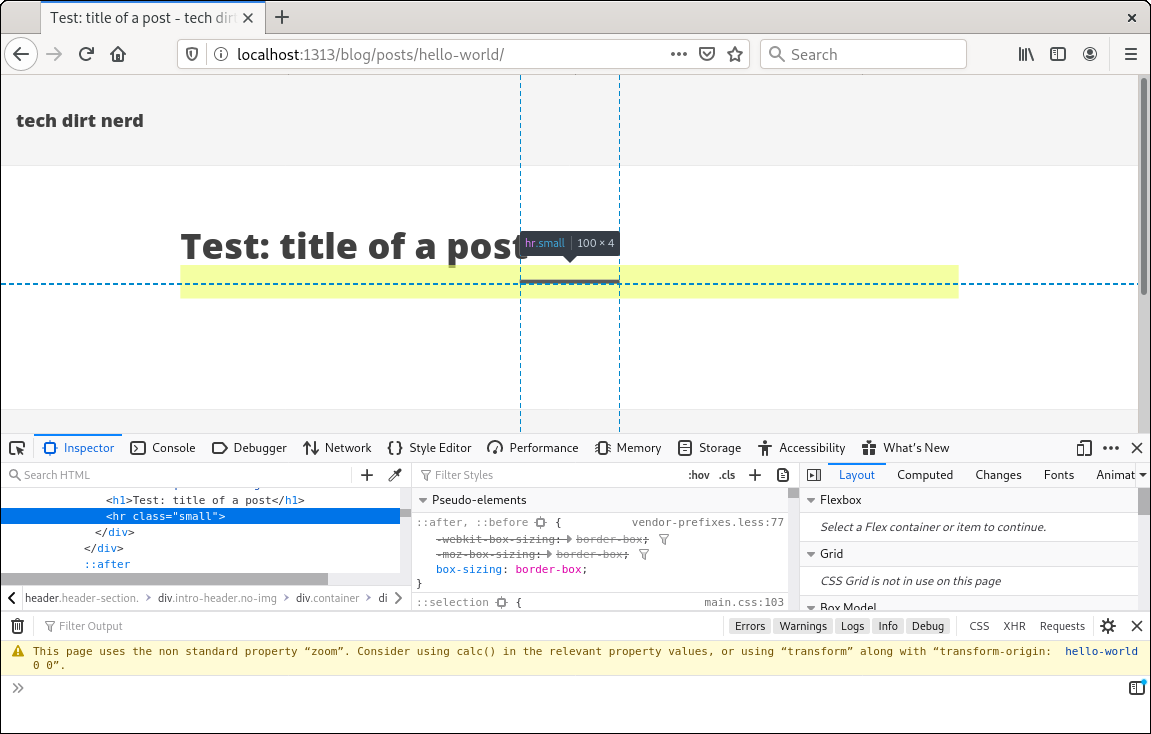 Test: title of a post - tech dirt
localhost:1313/blog/posts/hello-world/
Search
tech dirt nerd
Test: title of a post
hr.small 100 × 4
Inspector Console Debugger Network Style Editor Performance Memory Storage Accessibility What's New
Search HTML
Filter Styles
:hov .cls
Layout Computed Changes Fonts Animat
<h1>Test: title of a post</h1>
<hr class="small">
</div>
</div>
::after
header.header-section. div.intro-header.no-img div.container di
Pseudo-elements
::after, ::before { vendor-prefixes.less:77
-webkit-box-sizing: border-box;
-moz-box-sizing: border-box;
box-sizing: border-box;
}
::selection { main.css:103
Flexbox
Select a Flex container or item to continue.
Grid
CSS Grid is not in use on this page
Box Model
Filter Output
Errors Warnings Logs Info Debug CSS XHR Requests
This page uses the non standard property “zoom”. Consider using calc() in the relevant property values, or using “transform” along with “transform-origin: hello-world
0 0”.